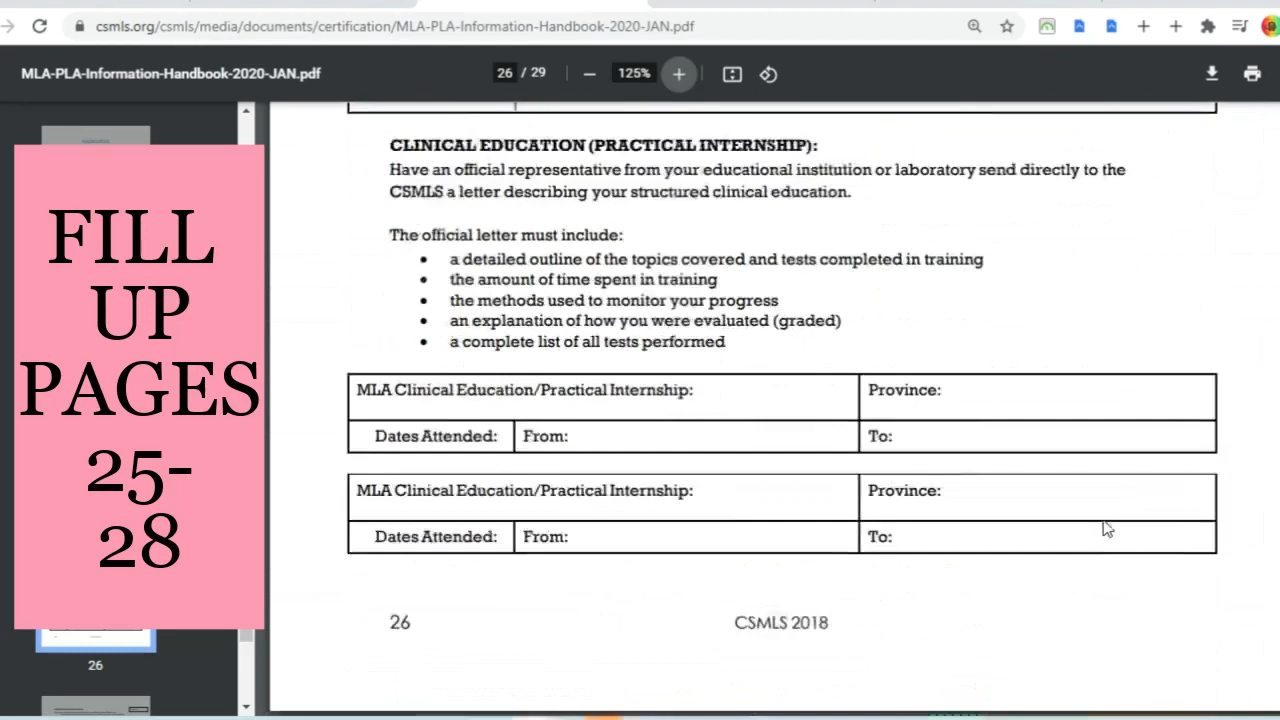 csmls.org/csmls/media/documents/certification/MLA-PLA-Information-Handbook-2020-JAN.pdf
MLA-PLA-Information-Handbook-2020-JAN.pdf
26 / 29
125%
FILL
UP
PAGES
25-
28
26
CLINICAL EDUCATION (PRACTICAL INTERNSHIP):
Have an official representative from your educational institution or laboratory send directly to the
CSMLS a letter describing your structured clinical education.
The official letter must include:
• a detailed outline of the topics covered and tests completed in training
• the amount of time spent in training
• the methods used to monitor your progress
• an explanation of how you were evaluated (graded)
• a complete list of all tests performed
MLA Clinical Education/Practical Internship: Province:
Dates Attended: From: To:
MLA Clinical Education/Practical Internship: Province:
Dates Attended: From: To:
26 CSMLS 2018